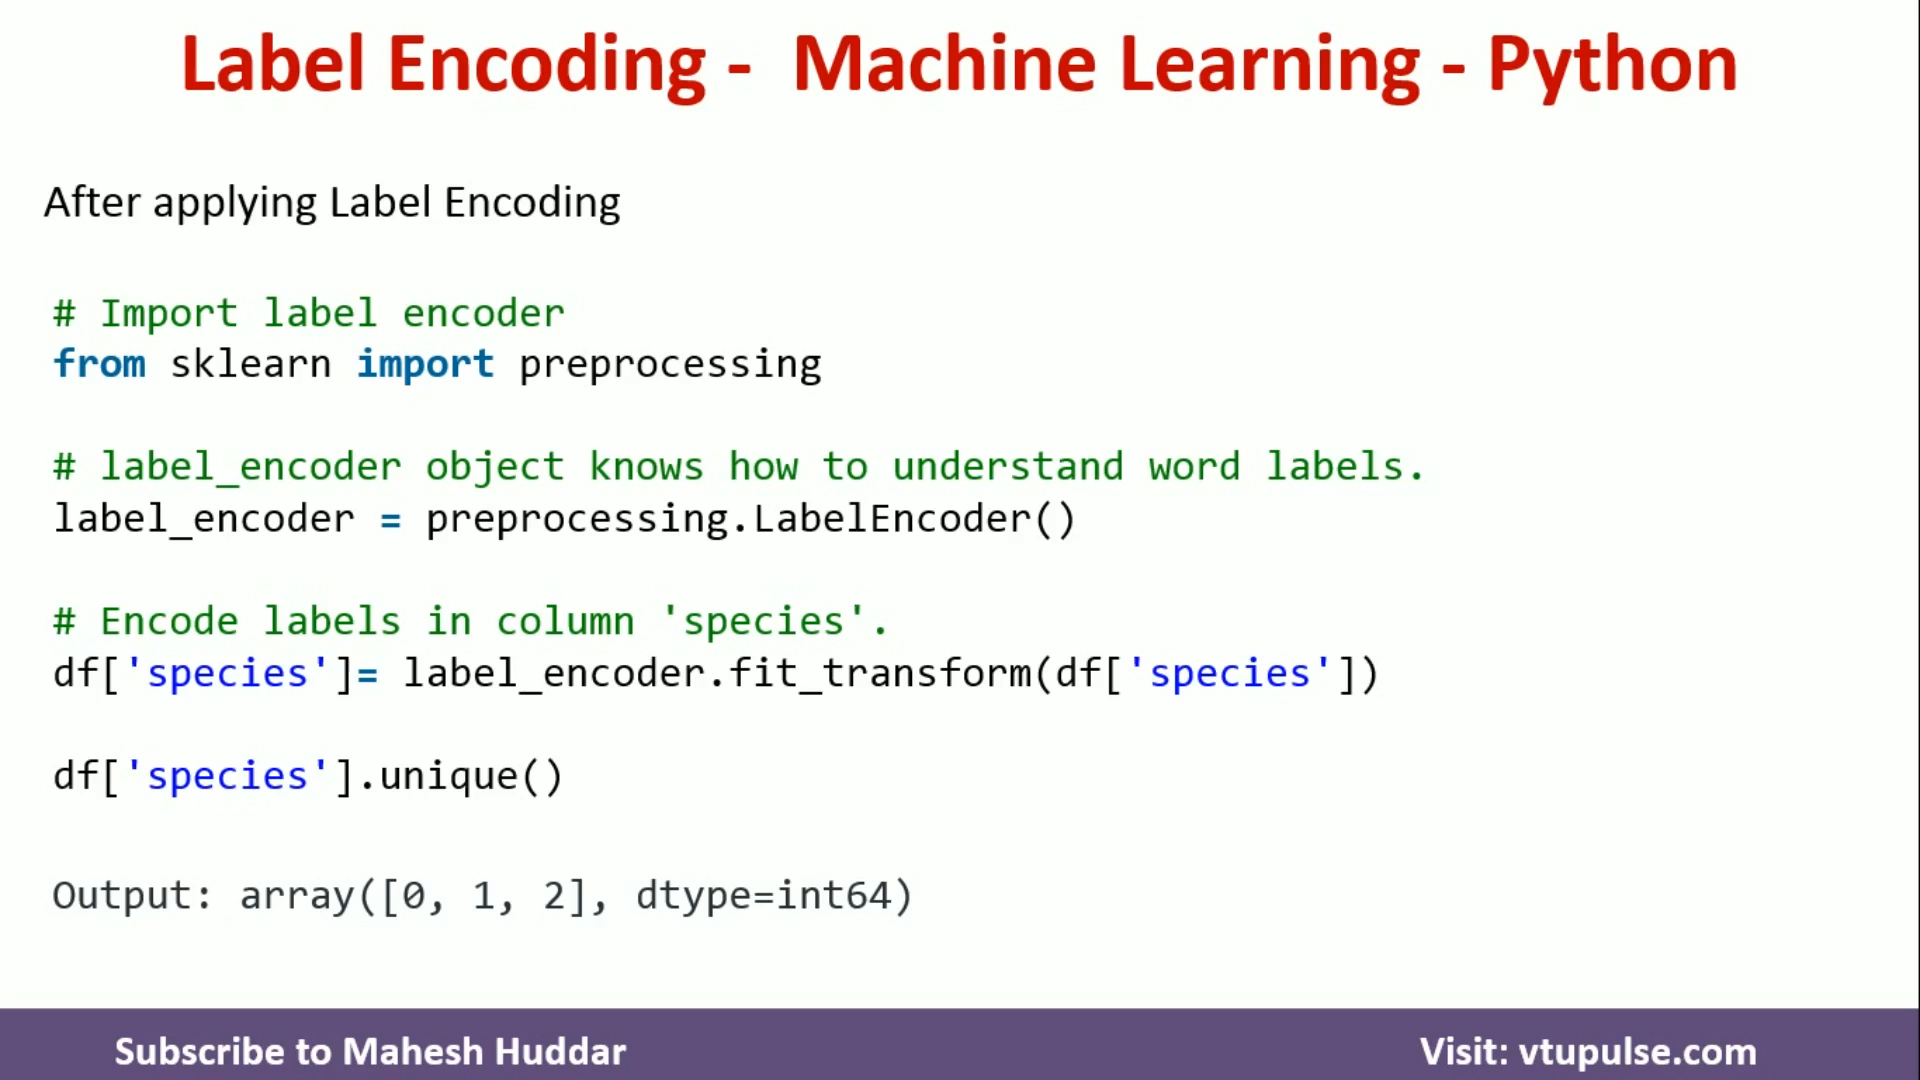 Label Encoding -  Machine Learning - Python
After applying Label Encoding
# Import label encoder
from sklearn import preprocessing
# label_encoder object knows how to understand word labels.
label_encoder = preprocessing.LabelEncoder()
# Encode labels in column 'species'.
df['species']= label_encoder.fit_transform(df['species'])
df['species'].unique()
Output: array([0, 1, 2], dtype=int64)
Subscribe to Mahesh Huddar
Visit: vtupulse.com